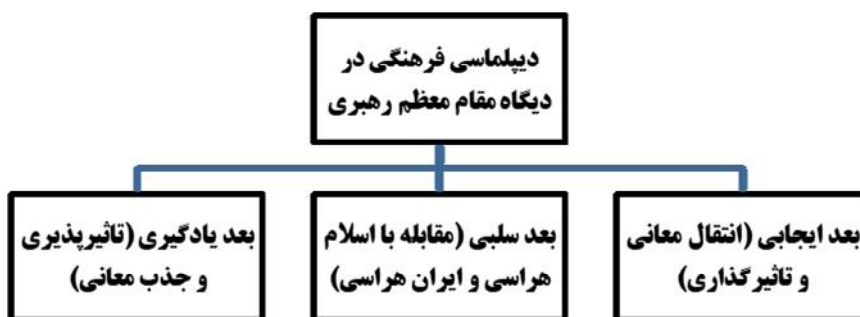 دیپلماسی فرهنگی در
دیگاه مقام معظم رهبری
بعد ایجابی (انتقال معانی
و تاثیرگذاری)
بعد سلبی (مقابله با اسلام
هراسی و ایران هراسی)
بعد یادگیری (تاثیرپذیری
و جذب معانی)